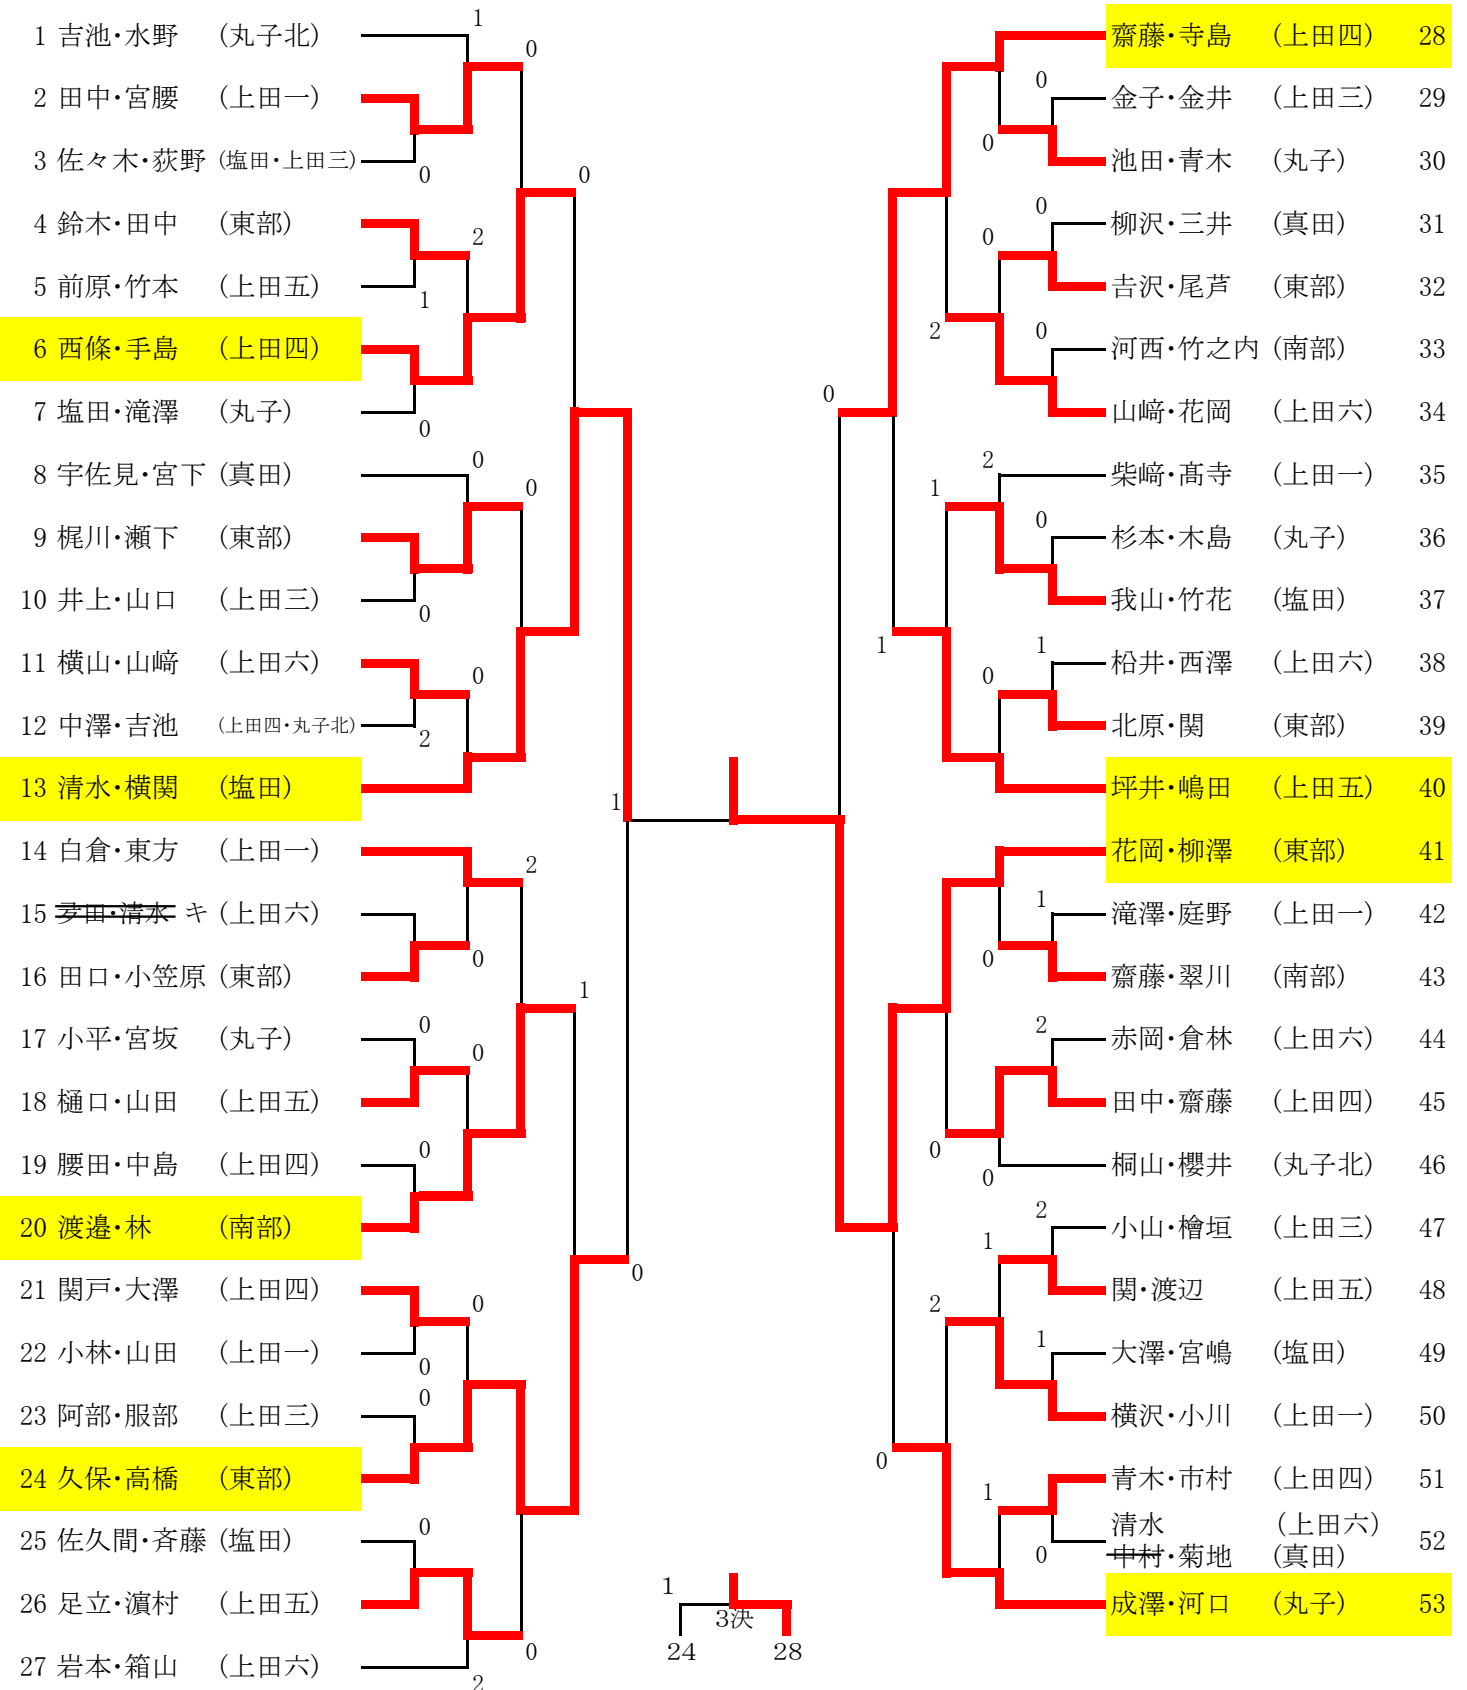 1 吉池・水野 (丸子北)
2 田中・宮腰 (上田一)
3 佐々木・荻野 (塩田・上田三)
4 鈴木・田中 (東部)
5 前原・竹本 (上田五)
6 西條・手島 (上田四)
7 塩田・滝澤 (丸子)
8 宇佐見・宮下 (真田)
9 梶川・瀬下 (東部)
10 井上・山口 (上田三)
11 横山・山﨑 (上田六)
12 中澤・吉池 (上田四・丸子北)
13 清水・横関 (塩田)
14 白倉・東方 (上田一)
15 田・清水 キ (上田六)
16 田口・小笠原 (東部)
17 小平・宮坂 (丸子)
18 樋口・山田 (上田五)
19 腰田・中島 (上田四)
20 渡邉・林 (南部)
21 関戸・大澤 (上田四)
22 小林・山田 (上田一)
23 阿部・服部 (上田三)
24 久保・高橋 (東部)
25 佐久間・斉藤 (塩田)
26 足立・濵村 (上田五)
27 岩本・箱山 (上田六)
1
0
0
0
2
1
0
0
0
0
0
2
2
0
0
0
0
1
0
0
0
0
0
2
1
0
0
1
1
3決
24 28
0
0
0
0
0
2
0
2
1
0
1
1
0
1
0
2
0
0
2
1
2
1
0
1
0
齋藤・寺島 (上田四) 28
金子・金井 (上田三) 29
池田・青木 (丸子) 30
柳沢・三井 (真田) 31
吉沢・尾芦 (東部) 32
河西・竹之内 (南部) 33
山﨑・花岡 (上田六) 34
柴﨑・髙寺 (上田一) 35
杉本・木島 (丸子) 36
我山・竹花 (塩田) 37
枌井・西澤 (上田六) 38
北原・関 (東部) 39
坪井・嶋田 (上田五) 40
花岡・柳澤 (東部) 41
滝澤・庭野 (上田一) 42
齋藤・翠川 (南部) 43
赤岡・倉林 (上田六) 44
田中・齋藤 (上田四) 45
桐山・櫻井 (丸子北) 46
小山・檜垣 (上田三) 47
関・渡辺 (上田五) 48
大澤・宮嶋 (塩田) 49
横沢・小川 (上田一) 50
青木・市村 (上田四) 51
清水 (上田六)
中村・菊地 (真田) 52
成澤・河口 (丸子) 53